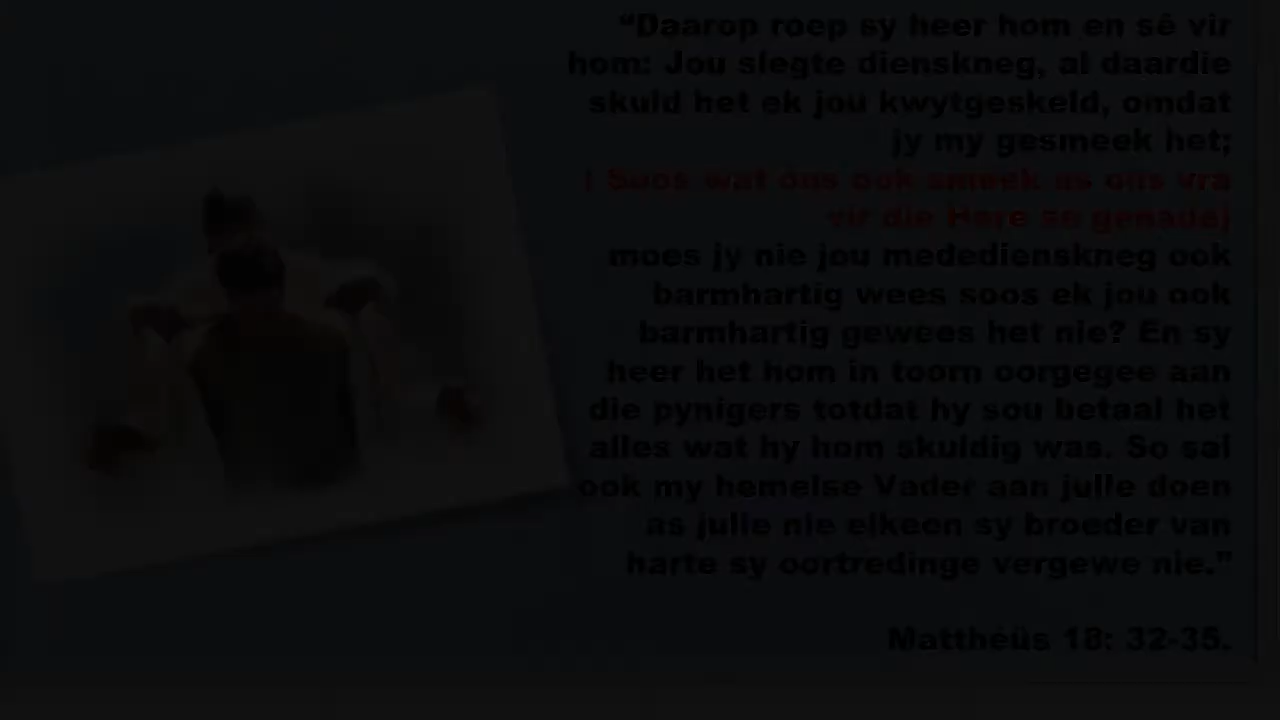 “Daarop roep sy heer hom en sê vir
hom: Jou slegte dienskneg, al daardie
skuld het ek jou kwytgeskeld, omdat
jy my gesmeek het;
( Soos wat ons ook smeek as ons vra
vir die Here se genade)
moes jy nie jou mededienskneg ook
barmhartig wees soos ek jou ook
barmhartig gewees het nie? En sy
heer het hom in toorn oorgegee aan
die pynigers totdat hy sou betaal het
alles wat hy hom skuldig was. So sal
ook my hemelse Vader aan julle doen
as julle nie elkeen sy broeder van
harte sy oortredinge vergewe nie.”
Matthéüs 18: 32-35.